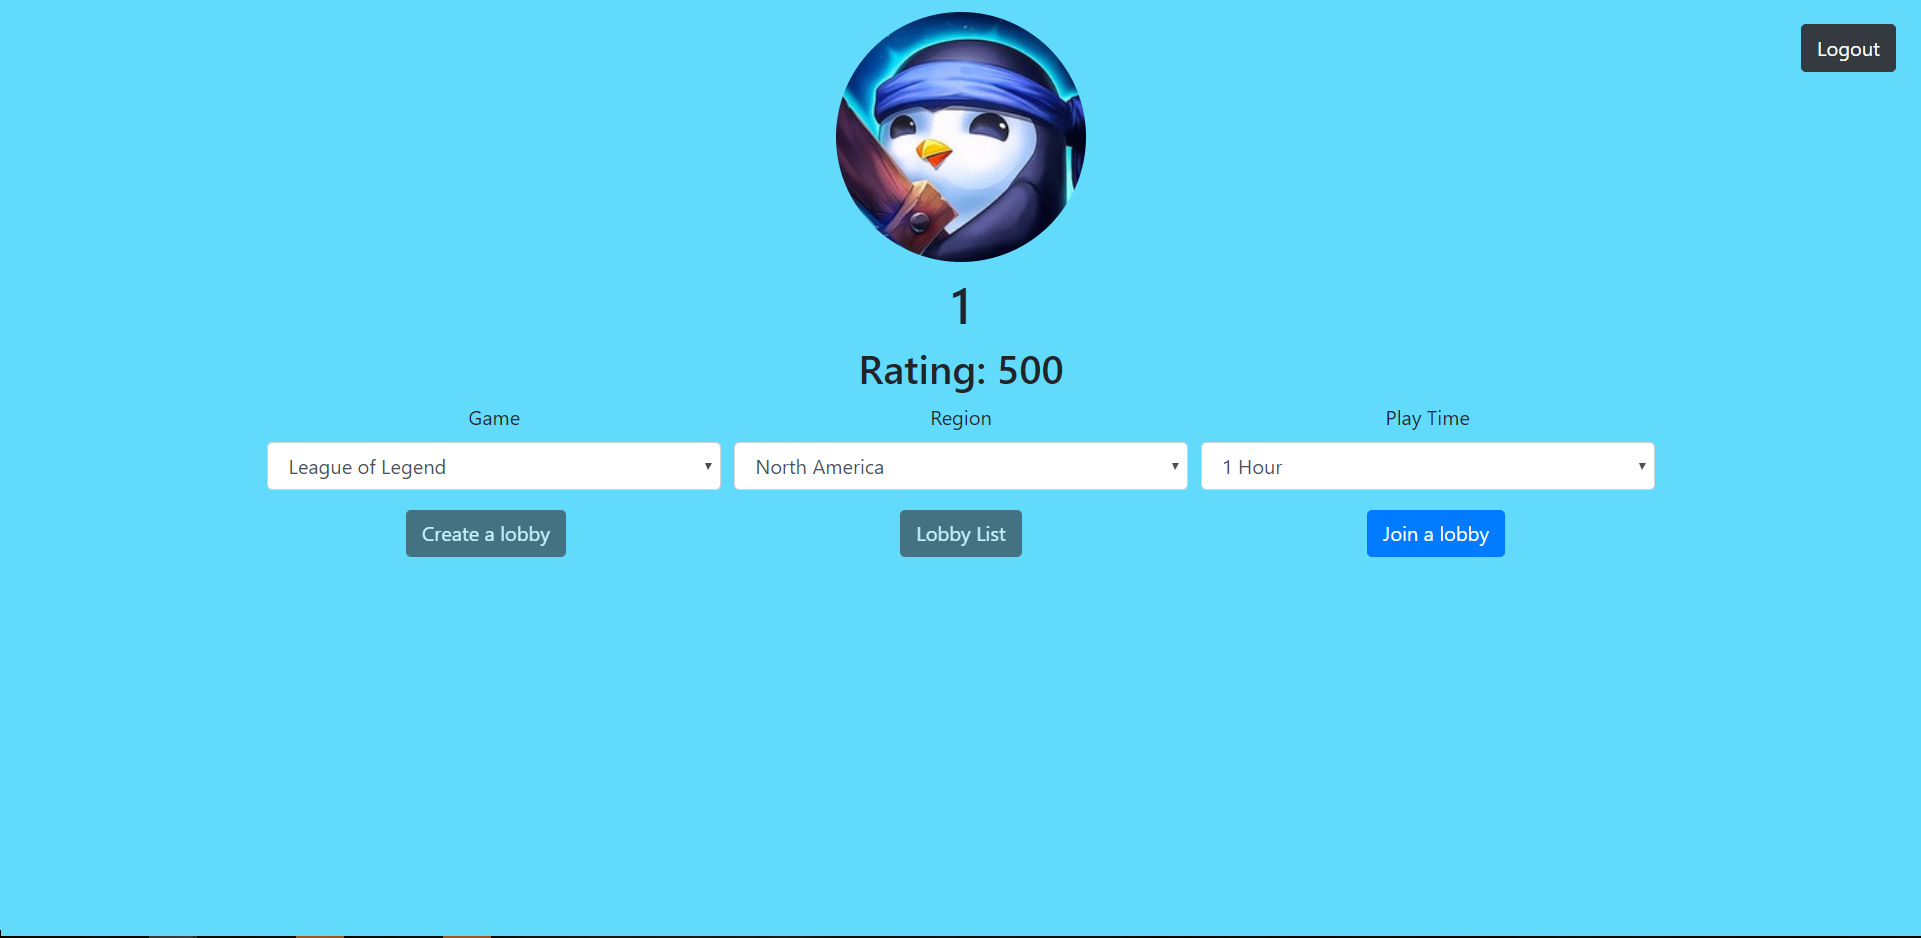 Logout
1
Rating: 500
Game
Region
Play Time
League of Legend
North America
1 Hour
Create a lobby
Lobby List
Join a lobby